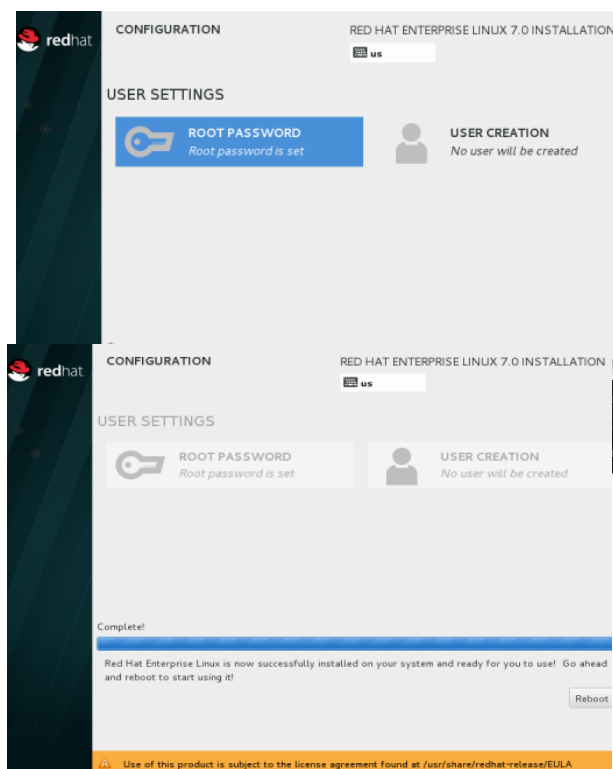 redhat.
CONFIGURATION
RED HAT ENTERPRISE LINUX 7.0 INSTALLATION
us
USER SETTINGS
ROOT PASSWORD
Root password is set
USER CREATION
No user will be created
redhat.
CONFIGURATION
RED HAT ENTERPRISE LINUX 7.0 INSTALLATION
us
USER SETTINGS
ROOT PASSWORD
Root password is set
USER CREATION
No user will be created
Complete!
Red Hat Enterprise Linux is now successfully installed on your system and ready for you to use! Go ahead
and reboot to start using it!
Reboot
Use of this product is subject to the license agreement found at /usr/share/redhat-release/EULA